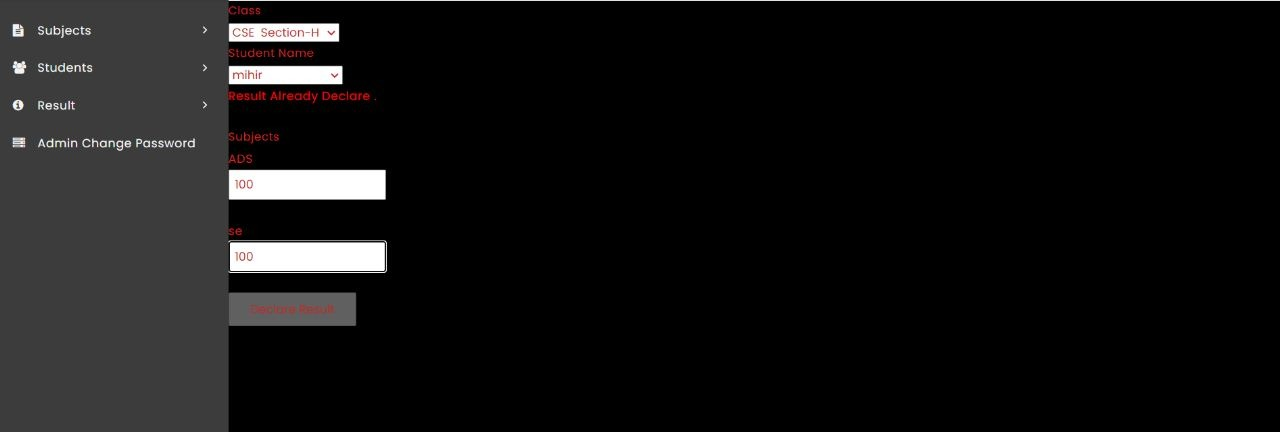 Subjects
Students
Result
Admin Change Password
Class
CSE Section-H
Student Name
mihir
Result Already Declare .
Subjects
ADS
100
se
100
Declare Result